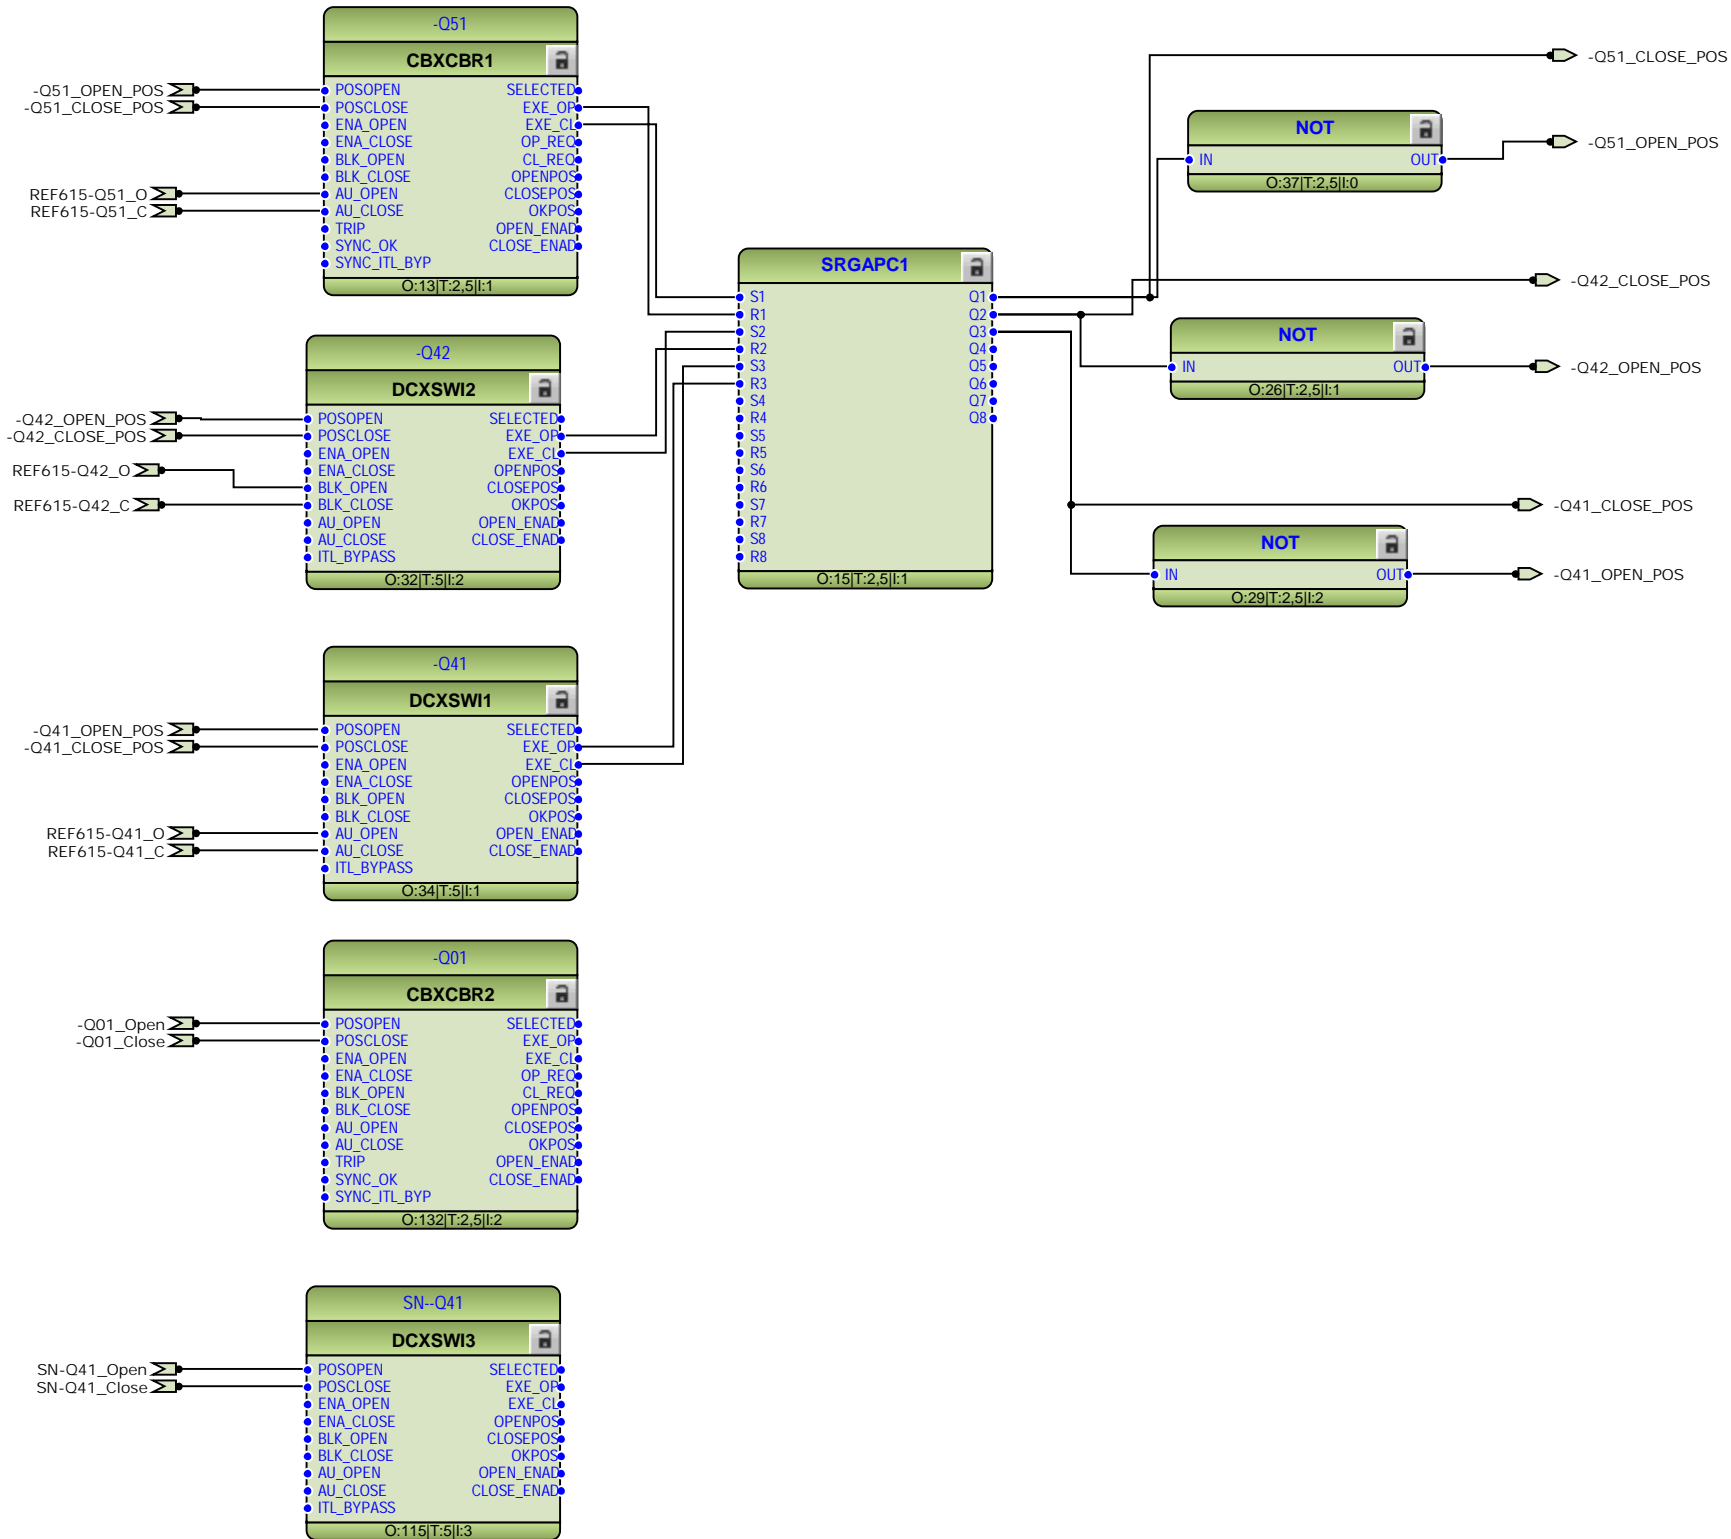 -Q51
CBXCBR1
-Q51_OPEN_POS
-Q51_CLOSE_POS
REF615-Q51_O
REF615-Q51_C
POSOPEN SELECTED
POSCLOSE EXE_OP
ENA_OPEN EXE_CL
ENA_CLOSE OP_REQ
BLK_OPEN CL_REQ
BLK_CLOSE OPENPOS
AU_OPEN CLOSEPOS
AU_CLOSE OKPOS
TRIP OPEN_ENAD
SYNC_OK CLOSE_ENAD
SYNC_ITL_BYP
O:13|T:2,5|I:1
-Q42
DCXSWI2
-Q42_OPEN_POS
-Q42_CLOSE_POS
REF615-Q42_O
REF615-Q42_C
POSOPEN SELECTED
POSCLOSE EXE_OP
ENA_OPEN EXE_CL
ENA_CLOSE OPENPOS
BLK_OPEN CLOSEPOS
BLK_CLOSE OKPOS
AU_OPEN OPEN_ENAD
AU_CLOSE CLOSE_ENAD
ITL_BYPASS
O:32|T:5|I:2
-Q41
DCXSWI1
-Q41_OPEN_POS
-Q41_CLOSE_POS
REF615-Q41_O
REF615-Q41_C
POSOPEN SELECTED
POSCLOSE EXE_OP
ENA_OPEN EXE_CL
ENA_CLOSE OPENPOS
BLK_OPEN CLOSEPOS
BLK_CLOSE OKPOS
AU_OPEN OPEN_ENAD
AU_CLOSE CLOSE_ENAD
ITL_BYPASS
O:34|T:5|I:1
-Q01
CBXCBR2
-Q01_Open
-Q01_Close
POSOPEN SELECTED
POSCLOSE EXE_OP
ENA_OPEN EXE_CL
ENA_CLOSE OP_REQ
BLK_OPEN CL_REQ
BLK_CLOSE OPENPOS
AU_OPEN CLOSEPOS
AU_CLOSE OKPOS
TRIP OPEN_ENAD
SYNC_OK CLOSE_ENAD
SYNC_ITL_BYP
O:132|T:2,5|I:2
SN--Q41
DCXSWI3
SN-Q41_Open
SN-Q41_Close
POSOPEN SELECTED
POSCLOSE EXE_OP
ENA_OPEN EXE_CL
ENA_CLOSE OPENPOS
BLK_OPEN CLOSEPOS
BLK_CLOSE OKPOS
AU_OPEN OPEN_ENAD
AU_CLOSE CLOSE_ENAD
ITL_BYPASS
O:115|T:5|I:3
SRGAPC1
S1 Q1
R1 Q2
S2 Q3
R2 Q4
S3 Q5
R3 Q6
S4 Q7
R4 Q8
S5
R5
S6
R6
S7
R7
S8
R8
O:15|T:2,5|I:1
-Q51_CLOSE_POS
NOT
IN OUT
O:37|T:2,5|I:0
-Q51_OPEN_POS
-Q42_CLOSE_POS
NOT
IN OUT
O:26|T:2,5|I:1
-Q42_OPEN_POS
-Q41_CLOSE_POS
NOT
IN OUT
O:29|T:2,5|I:2
-Q41_OPEN_POS